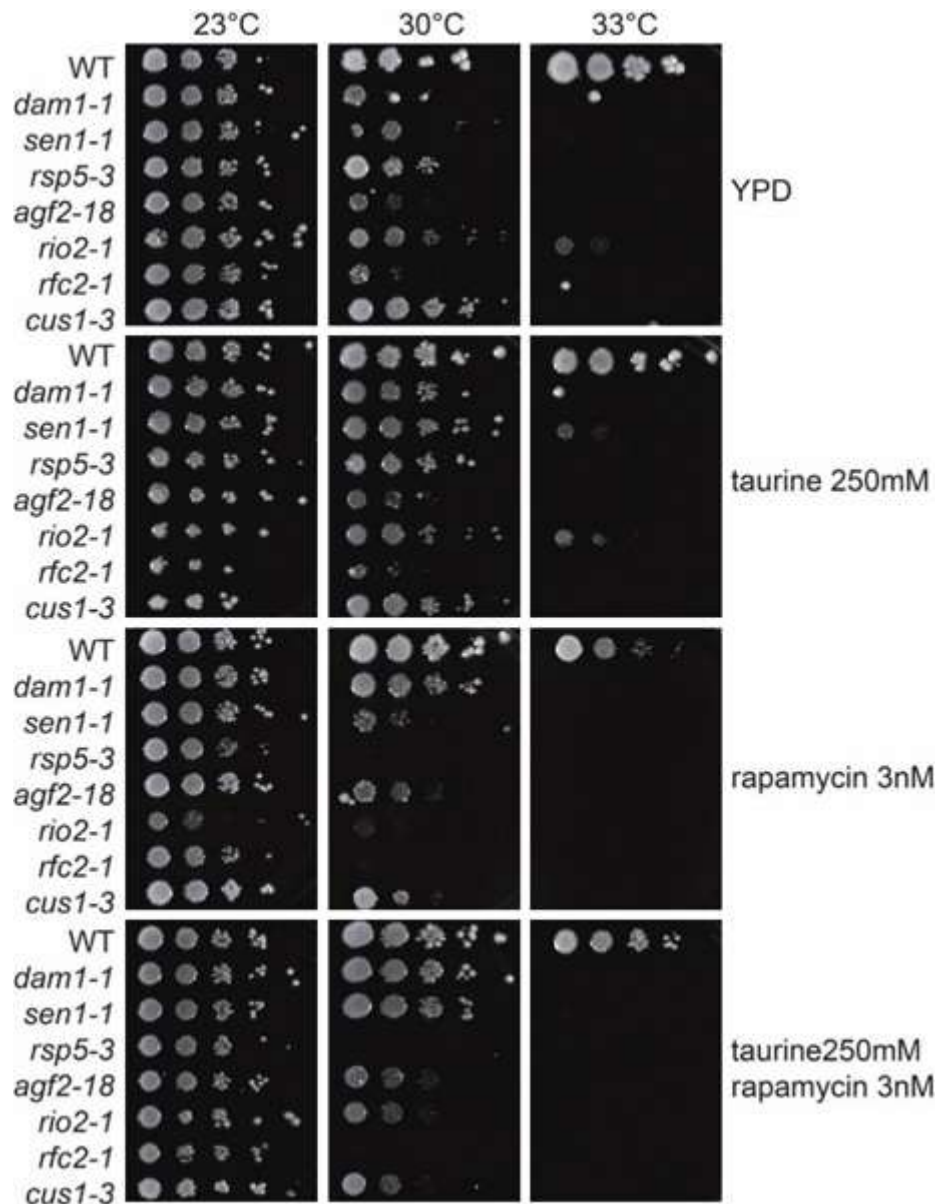 23°C 30°C 33°C
WT
dam1-1
sen1-1
rsp5-3
agf2-18
rio2-1
rfc2-1
cus1-3
YPD
WT
dam1-1
sen1-1
rsp5-3
agf2-18
rio2-1
rfc2-1
cus1-3
taurine 250mM
WT
dam1-1
sen1-1
rsp5-3
agf2-18
rio2-1
rfc2-1
cus1-3
rapamycin 3nM
WT
dam1-1
sen1-1
rsp5-3
agf2-18
rio2-1
rfc2-1
cus1-3
taurine250mM
rapamycin 3nM